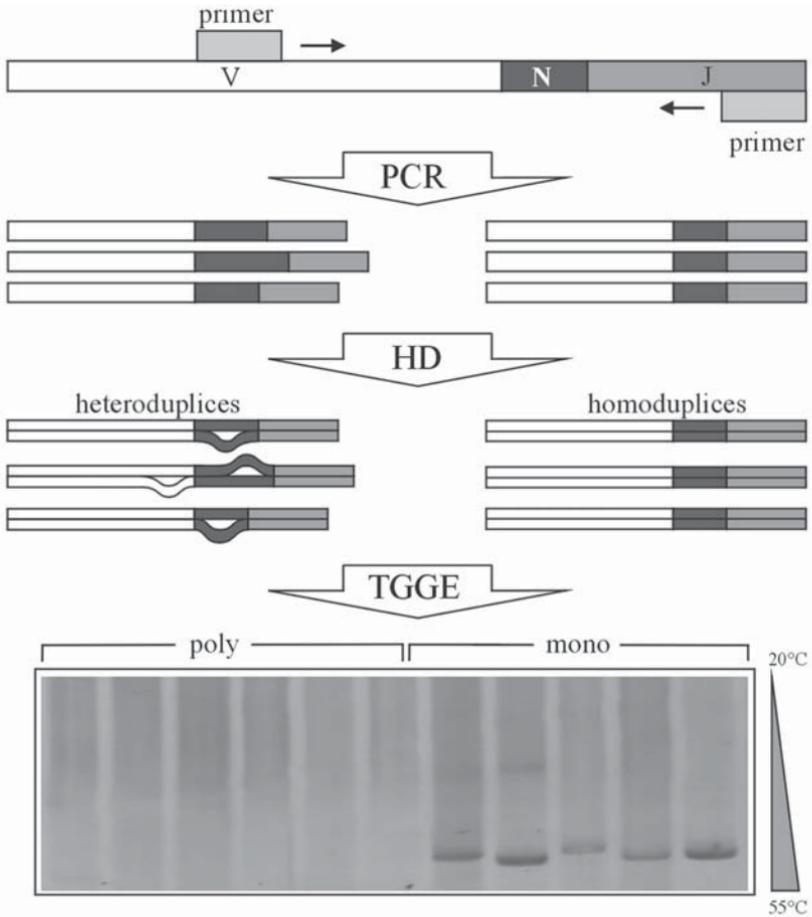 primer
V N J
primer
PCR
HD
heteroduplices homoduplices
TGGE
poly mono
20°C
55°C